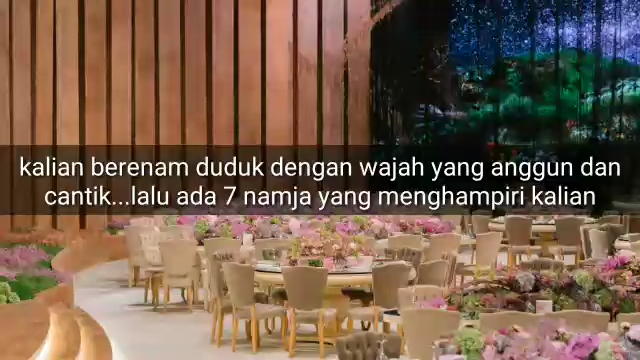 kalian berenam duduk dengan wajah yang anggun dan
cantik...lalu ada 7 namja yang menghampiri kalian